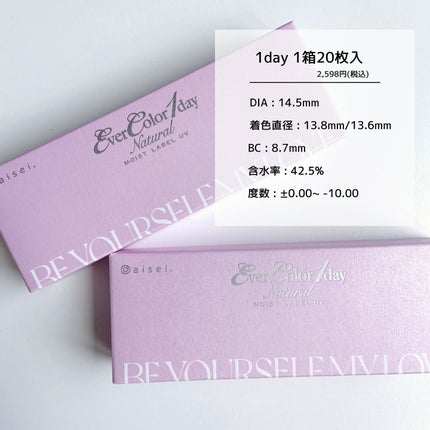 1day 1箱20枚入
2,598円(税込)
DIA：14.5mm
着色直径：13.8mm/13.6mm
BC：8.7mm
含水率：42.5%
度数：±0.00~ -10.00
EverColor1day
Natural
MOIST LABEL UV
@aisei.
BE YOURSELF MY LO
@aisei.
EverColor1day
Natural
MOIST LABEL UV
BE YOURSELF MY LOV